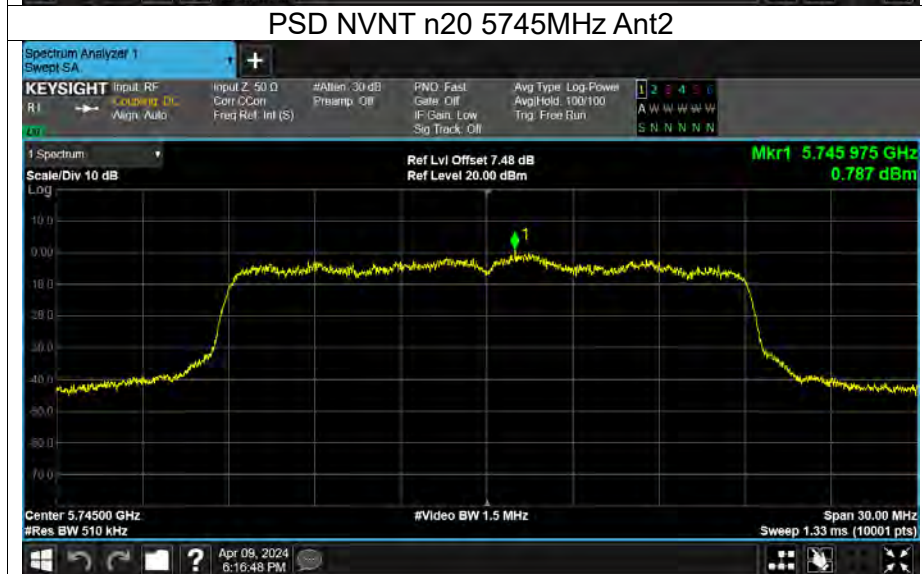 PSD NVNT n20 5745MHz Ant2
Spectrum Analyzer 1
Swept SA
+
KEYSIGHT Input: RF Input Z: 50 Ω #Atten: 30 dB PNO: Fast Avg Type: Log-Power 1 2 3 4 5 6
Coupling: DC Corr CCorr Preamp: Off Gate: Off Avg|Hold: 100/100 A W W W W W
Align: Auto Freq Ref: Int (S) IF Gain: Low Trig: Free Run
Sig Track: Off S N N N N N
1 Spectrum Ref Lvl Offset 7.48 dB Mkr1 5.745 975 GHz
Scale/Div 10 dB Ref Level 20.00 dBm 0.787 dBm
Log
10.0
0.00
1
-10.0
-20.0
-30.0
-40.0
-50.0
-60.0
-70.0
Center 5.74500 GHz #Video BW 1.5 MHz Span 30.00 MHz
#Res BW 510 kHz Sweep 1.33 ms (10001 pts)
? Apr 09, 2024
6:16:48 PM